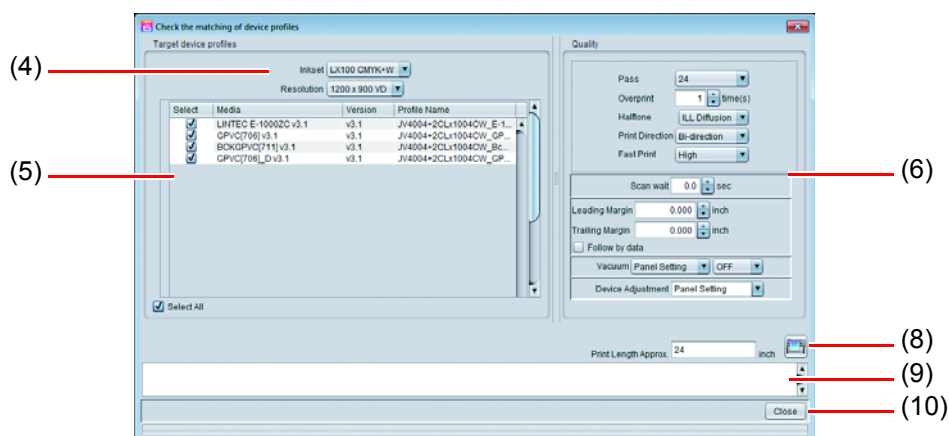 Check the matching of device profiles
Target device profiles
Quality
(4)
Inkset LX100 CMYK+W
Resolution 1200 x 900 VD
Select Media Version Profile Name
LINTEC E-1000ZC v3.1 v3.1 JV4004+2CLx1004CW_E-1...
GPVC[706] v3.1 v3.1 JV4004+2CLx1004CW_GP...
BCKGPVC[711] v3.1 v3.1 JV4004+2CLx1004CW_Bc...
GPVC[706]_D v3.1 v3.1 JV4004+2CLx1004CW_GP...
(5)
Select All
Pass 24
Overprint 1 time(s)
Halftone ILL Diffusion
Print Direction Bi-direction
Fast Print High
(6)
Scan wait 0.0 sec
Leading Margin 0.000 inch
Trailing Margin 0.000 inch
Follow by data
Vacuum Panel Setting OFF
Device Adjustment Panel Setting
(8)
Print Length Approx. 24 inch
(9)
Close
(10)